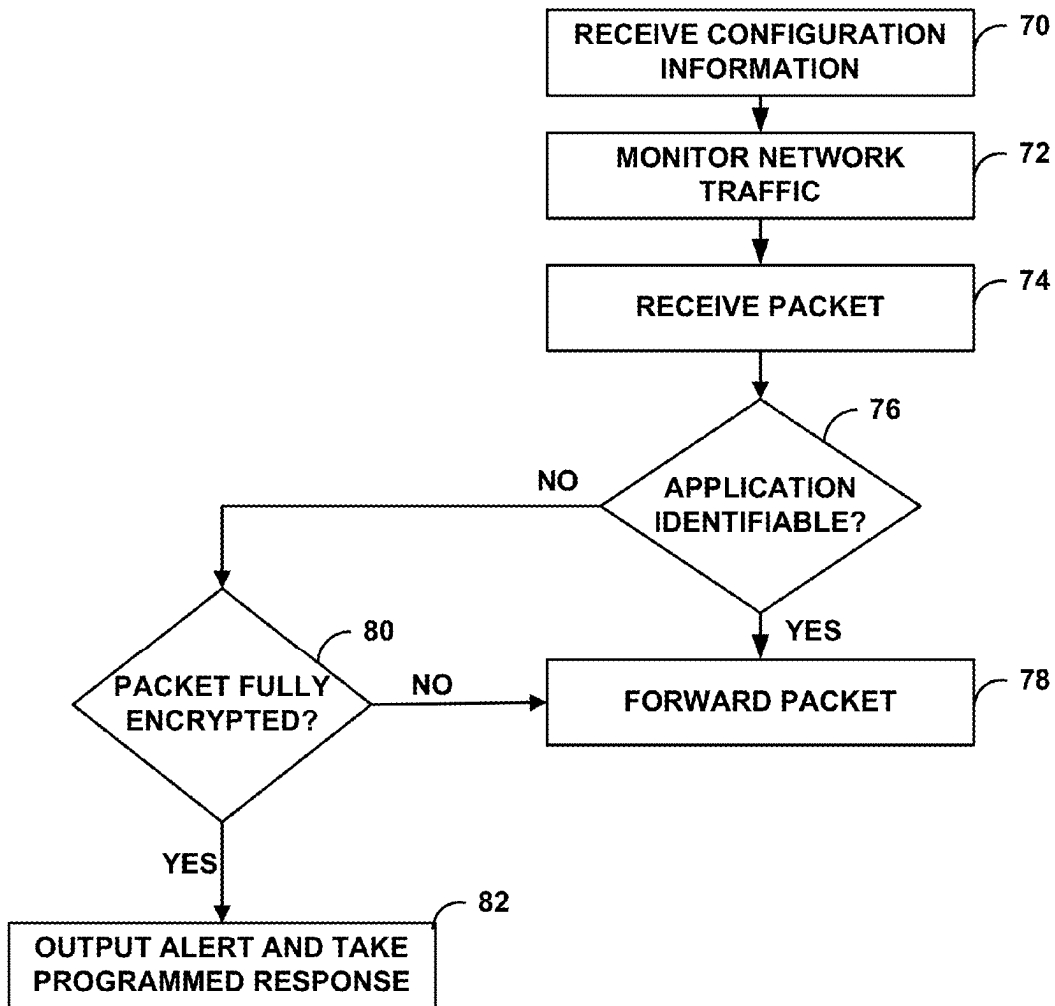 RECEIVE CONFIGURATION
INFORMATION
70
MONITOR NETWORK
TRAFFIC
72
RECEIVE PACKET
74
76
APPLICATION
IDENTIFIABLE?
NO
YES
80
PACKET FULLY
ENCRYPTED?
NO
FORWARD PACKET
78
YES
82
OUTPUT ALERT AND TAKE
PROGRAMMED RESPONSE